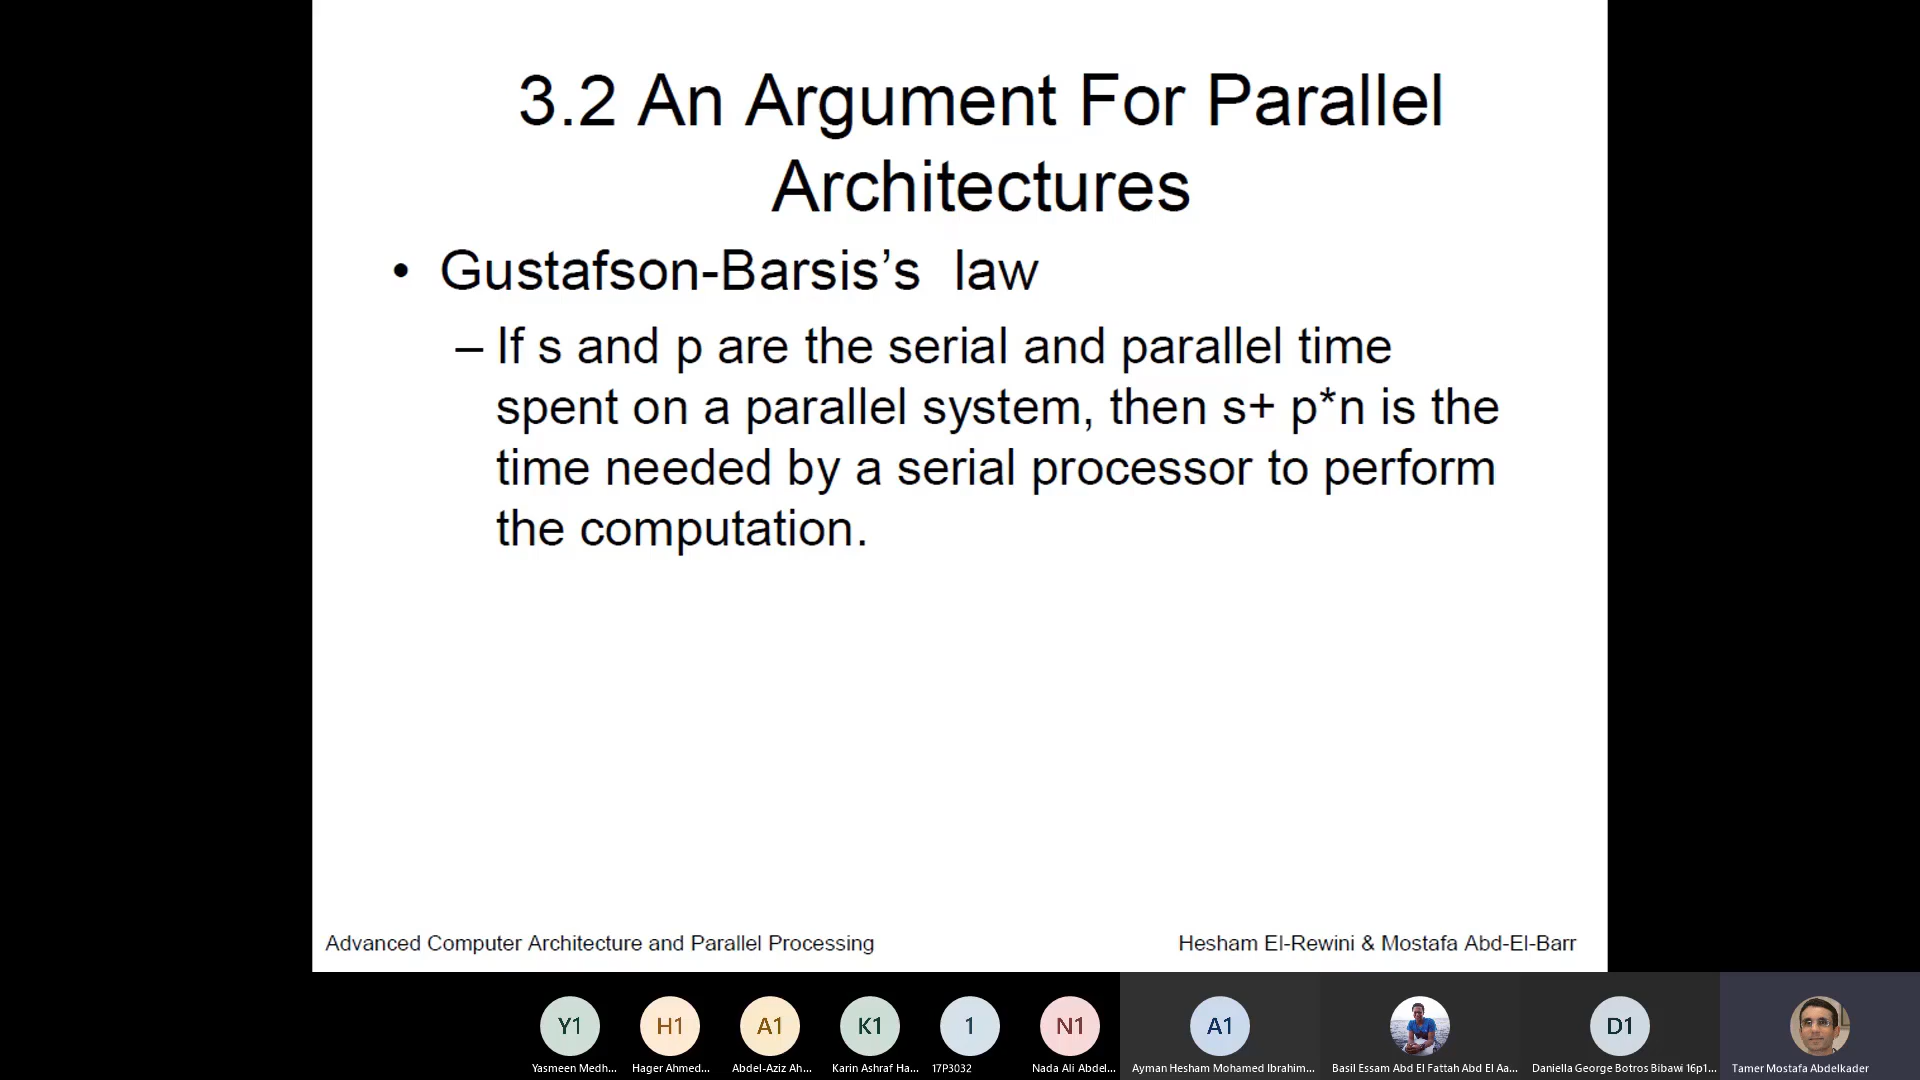 3.2 An Argument For Parallel
Architectures
• Gustafson-Barsis’s law
– If s and p are the serial and parallel time
spent on a parallel system, then s+ p*n is the
time needed by a serial processor to perform
the computation.
Advanced Computer Architecture and Parallel Processing
Hesham El-Rewini & Mostafa Abd-El-Barr
Y1
H1
A1
K1
1
N1
A1
D1
Yasmeen Medh...
Hager Ahmed...
Abdel-Aziz Ah...
Karin Ashraf Ha...
17P3032
Nada Ali Abdel...
Ayman Hesham Mohamed Ibrahim...
Basil Essam Abd El Fattah Abd El Aa...
Daniella George Botros Bibawi 16p1...
Tamer Mostafa Abdelkader